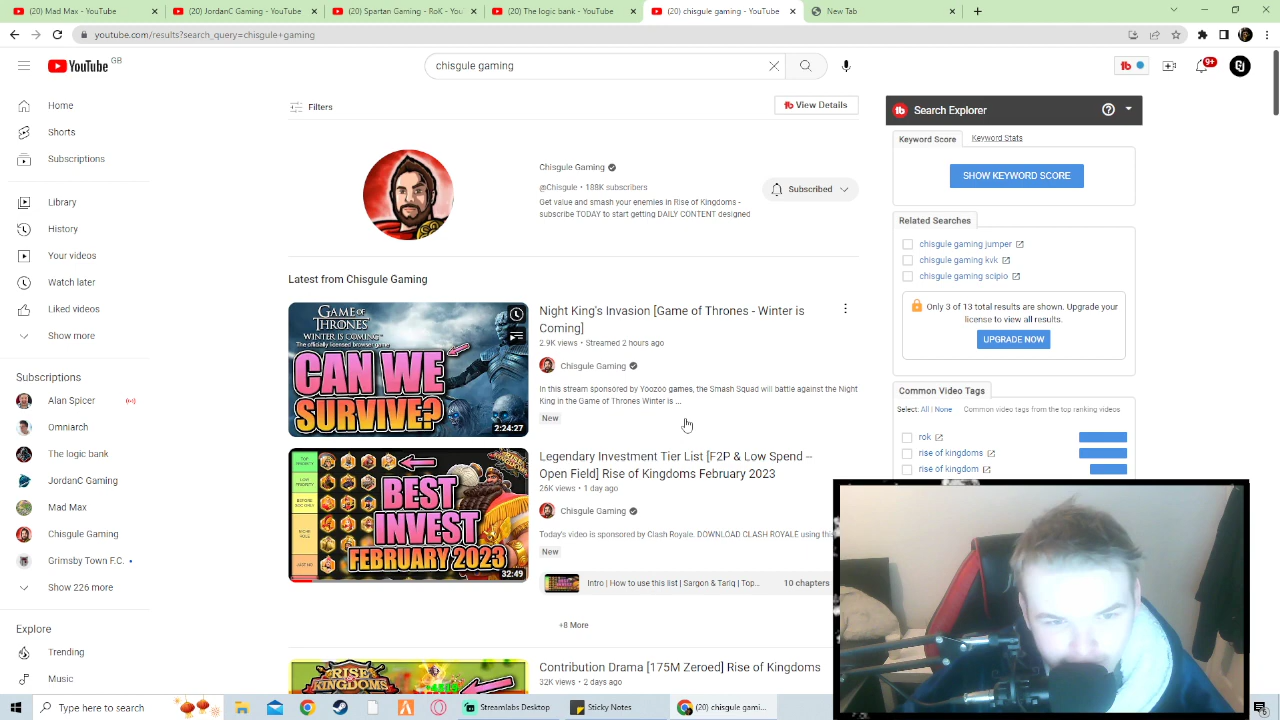 (20) Mad Max - YouTube
(20) JordanC Gaming - YouTube
(20) Spartan Gaming - RoK - You
(20) The logic bank - YouTube
(20) chisgule gaming - YouTube
New Tab
youtube.com/results?search_query=chisgule+gaming
YouTube GB
chisgule gaming
tb
9+
Home
Shorts
Subscriptions
Library
History
Your videos
Watch later
Liked videos
Show more
Subscriptions
Alan Spicer
Omniarch
The logic bank
JordanC Gaming
Mad Max
Chisgule Gaming
Grimsby Town F.C.
Show 226 more
Explore
Trending
Music
Filters
tb View Details
Chisgule Gaming
@Chisgule • 188K subscribers
Get value and smash your enemies in Rise of Kingdoms -
subscribe TODAY to start getting DAILY CONTENT designed
Subscribed
Latest from Chisgule Gaming
GAME OF
THRONES
WINTER IS COMING
The officially licensed browser game
CAN WE
SURVIVE?
2:24:27
Night King's Invasion [Game of Thrones - Winter is
Coming]
2.9K views • Streamed 2 hours ago
Chisgule Gaming
In this stream sponsored by Yoozoo games, the Smash Squad will battle against the Night
King in the Game of Thrones Winter is ...
New
BEST
INVEST
FEBRUARY 2023
32:49
Legendary Investment Tier List [F2P & Low Spend --
Open Field] Rise of Kingdoms February 2023
26K views • 1 day ago
Chisgule Gaming
Today's video is sponsored by Clash Royale. DOWNLOAD CLASH ROYALE using this
New
Intro | How to use this list | Sargon & Tariq | Top...
10 chapters
+8 More
RISE OF
KINGDOMS
Contribution Drama [175M Zeroed] Rise of Kingdoms
32K views • 2 days ago
tb Search Explorer
Keyword Score
Keyword Stats
SHOW KEYWORD SCORE
Related Searches
chisgule gaming jumper
chisgule gaming kvk
chisgule gaming scipio
Only 3 of 13 total results are shown. Upgrade your
license to view all results.
UPGRADE NOW
Common Video Tags
Select: All I None
Common video tags from the top ranking videos
rok
rise of kingdoms
rise of kingdom
Type here to search
Streamlabs Desktop
Sticky Notes
(20) chisgule gami...